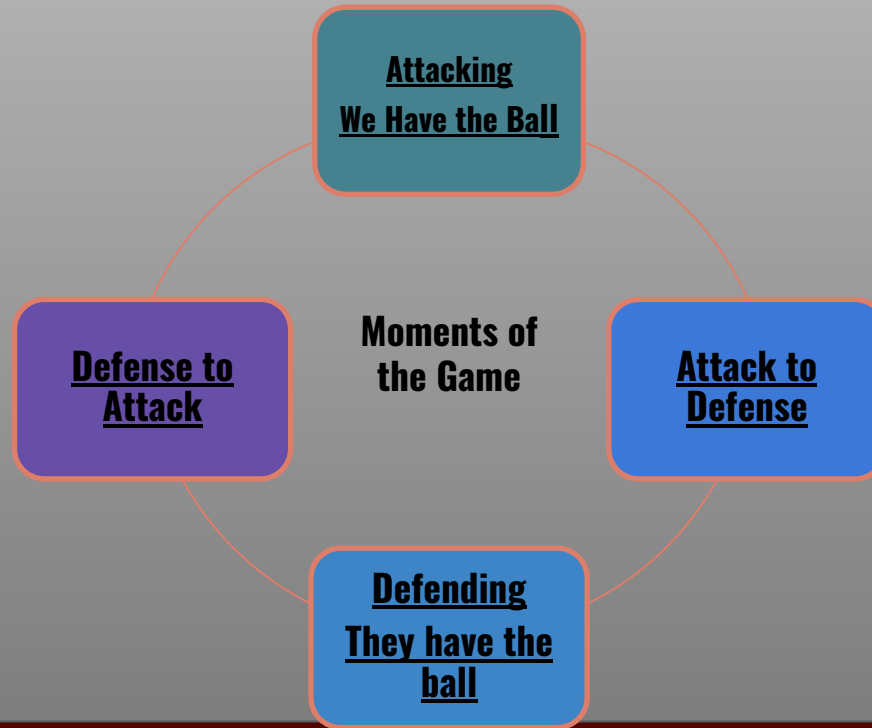 Attacking
We Have the Ball
Defense to
Attack
Moments of
the Game
Attack to
Defense
Defending
They have the
ball